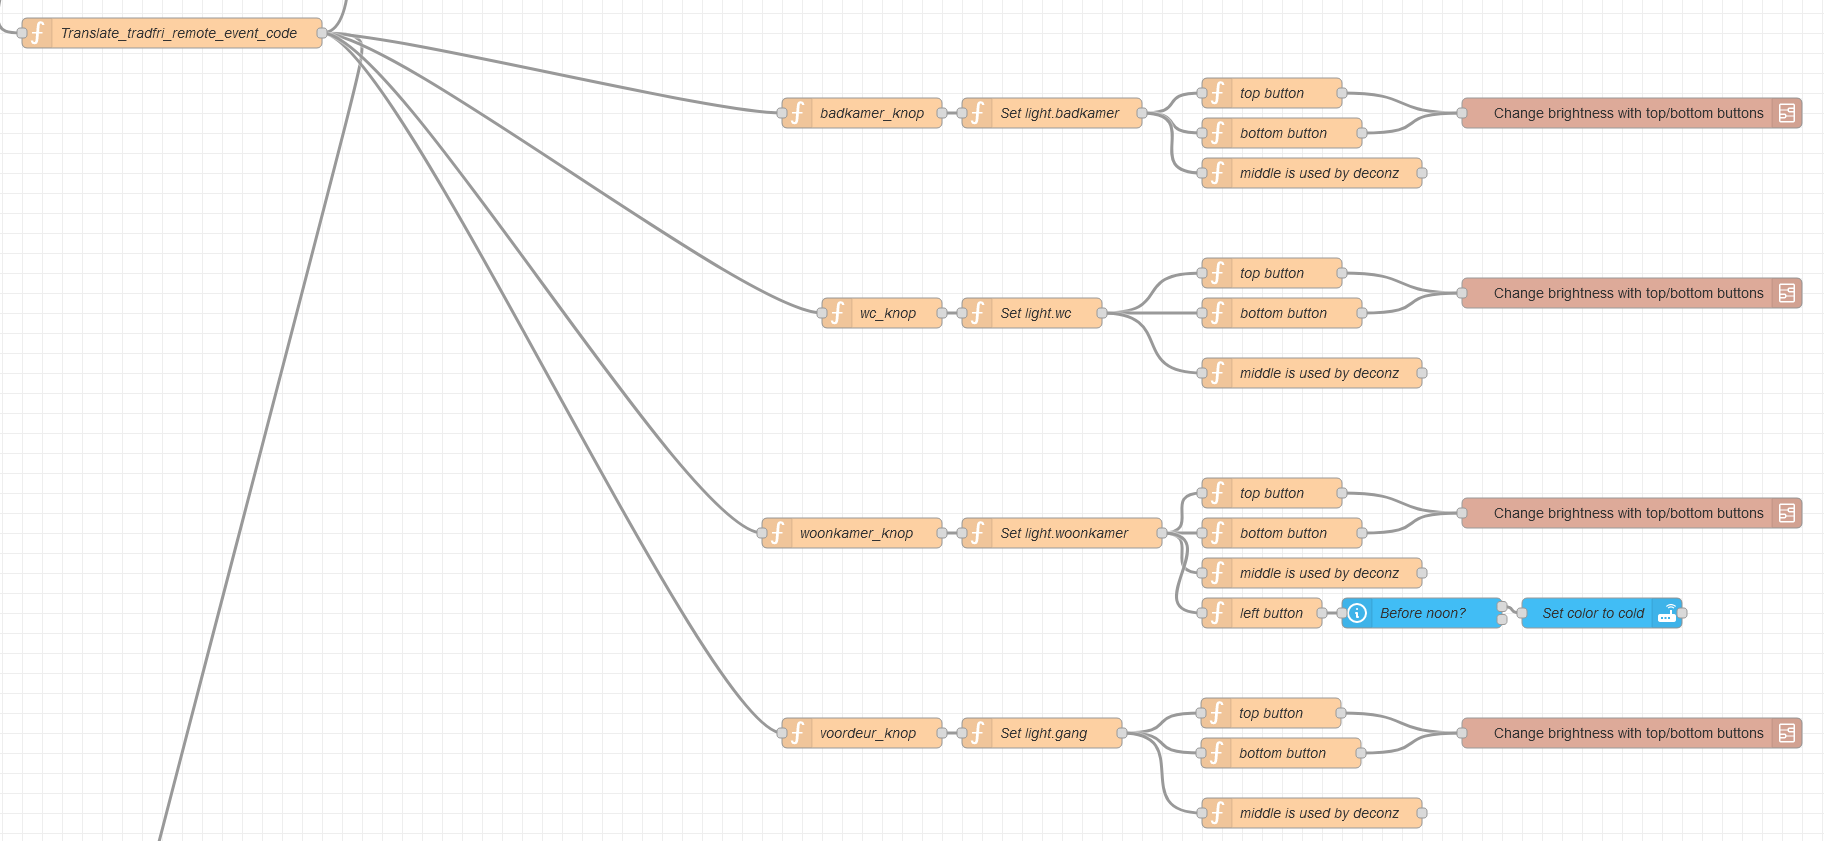 Translate_tradfri_remote_event_code
badkamer_knop
Set light.badkamer
top button
bottom button
middle is used by deconz
Change brightness with top/bottom buttons
wc_knop
Set light.wc
top button
bottom button
middle is used by deconz
Change brightness with top/bottom buttons
woonkamer_knop
Set light.woonkamer
top button
bottom button
middle is used by deconz
left button
Before noon?
Set color to cold
Change brightness with top/bottom buttons
voordeur_knop
Set light.gang
top button
bottom button
middle is used by deconz
Change brightness with top/bottom buttons